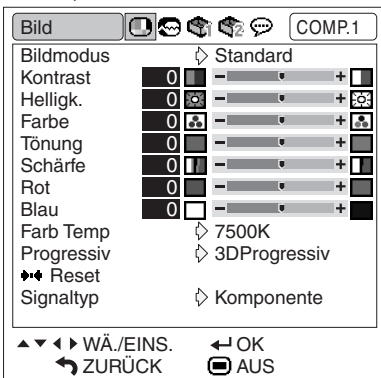 Bild COMP.1
Bildmodus Standard
Kontrast 0 - +
Helligk. 0 - +
Farbe 0 - +
Tönung 0 - +
Schärfe 0 - +
Rot 0 - +
Blau 0 - +
Farb Temp 7500K
Progressiv 3DProgressiv
Reset
Signaltyp Komponente
WÄ./EINS. OK
ZURÜCK AUS